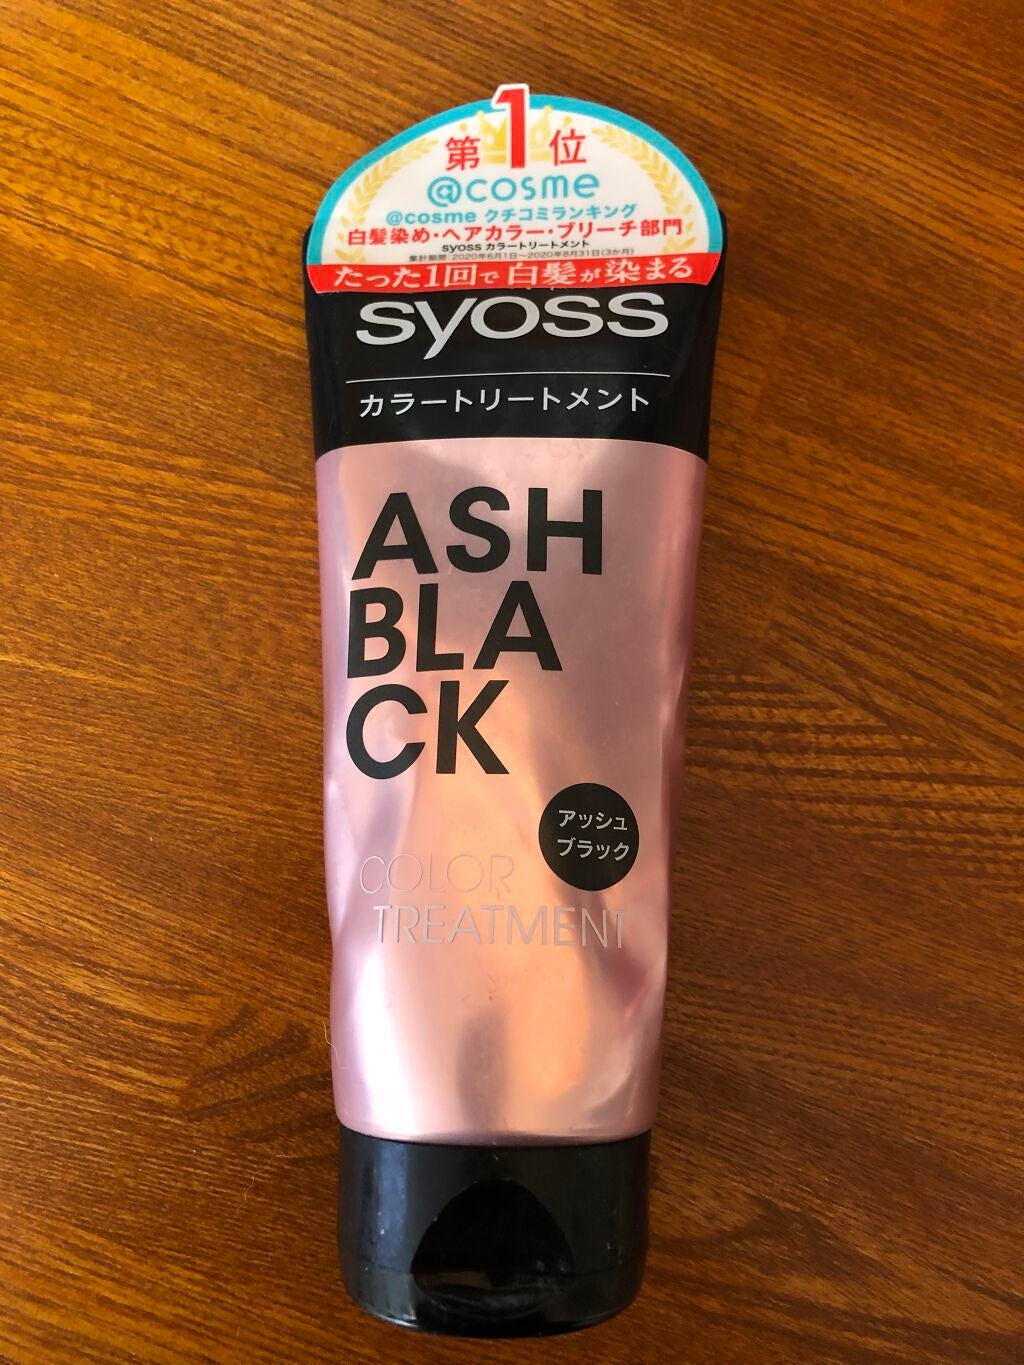 第1位
@cosme
@cosme クチコミランキング
白髪染め・ヘアカラー・ブリーチ部門
syoss カラートリートメント
集計期間:2020年6月1日～2020年8月31日(3か月)
たった1回で白髪が染まる
syoss
カラートリートメント
ASH
BLA
CK
アッシュ
ブラック
COLOR
TREATMENT